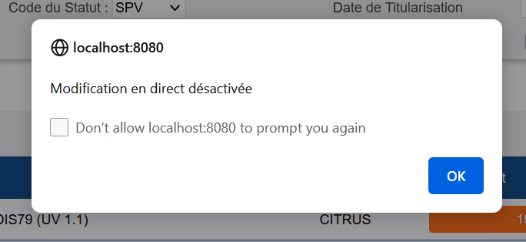 Code du Statut : SPV
Date de Titularisation
localhost:8080
Modification en direct désactivée
Don't allow localhost:8080 to prompt you again
OK
DIS79 (UV 1.1)
CITRUS